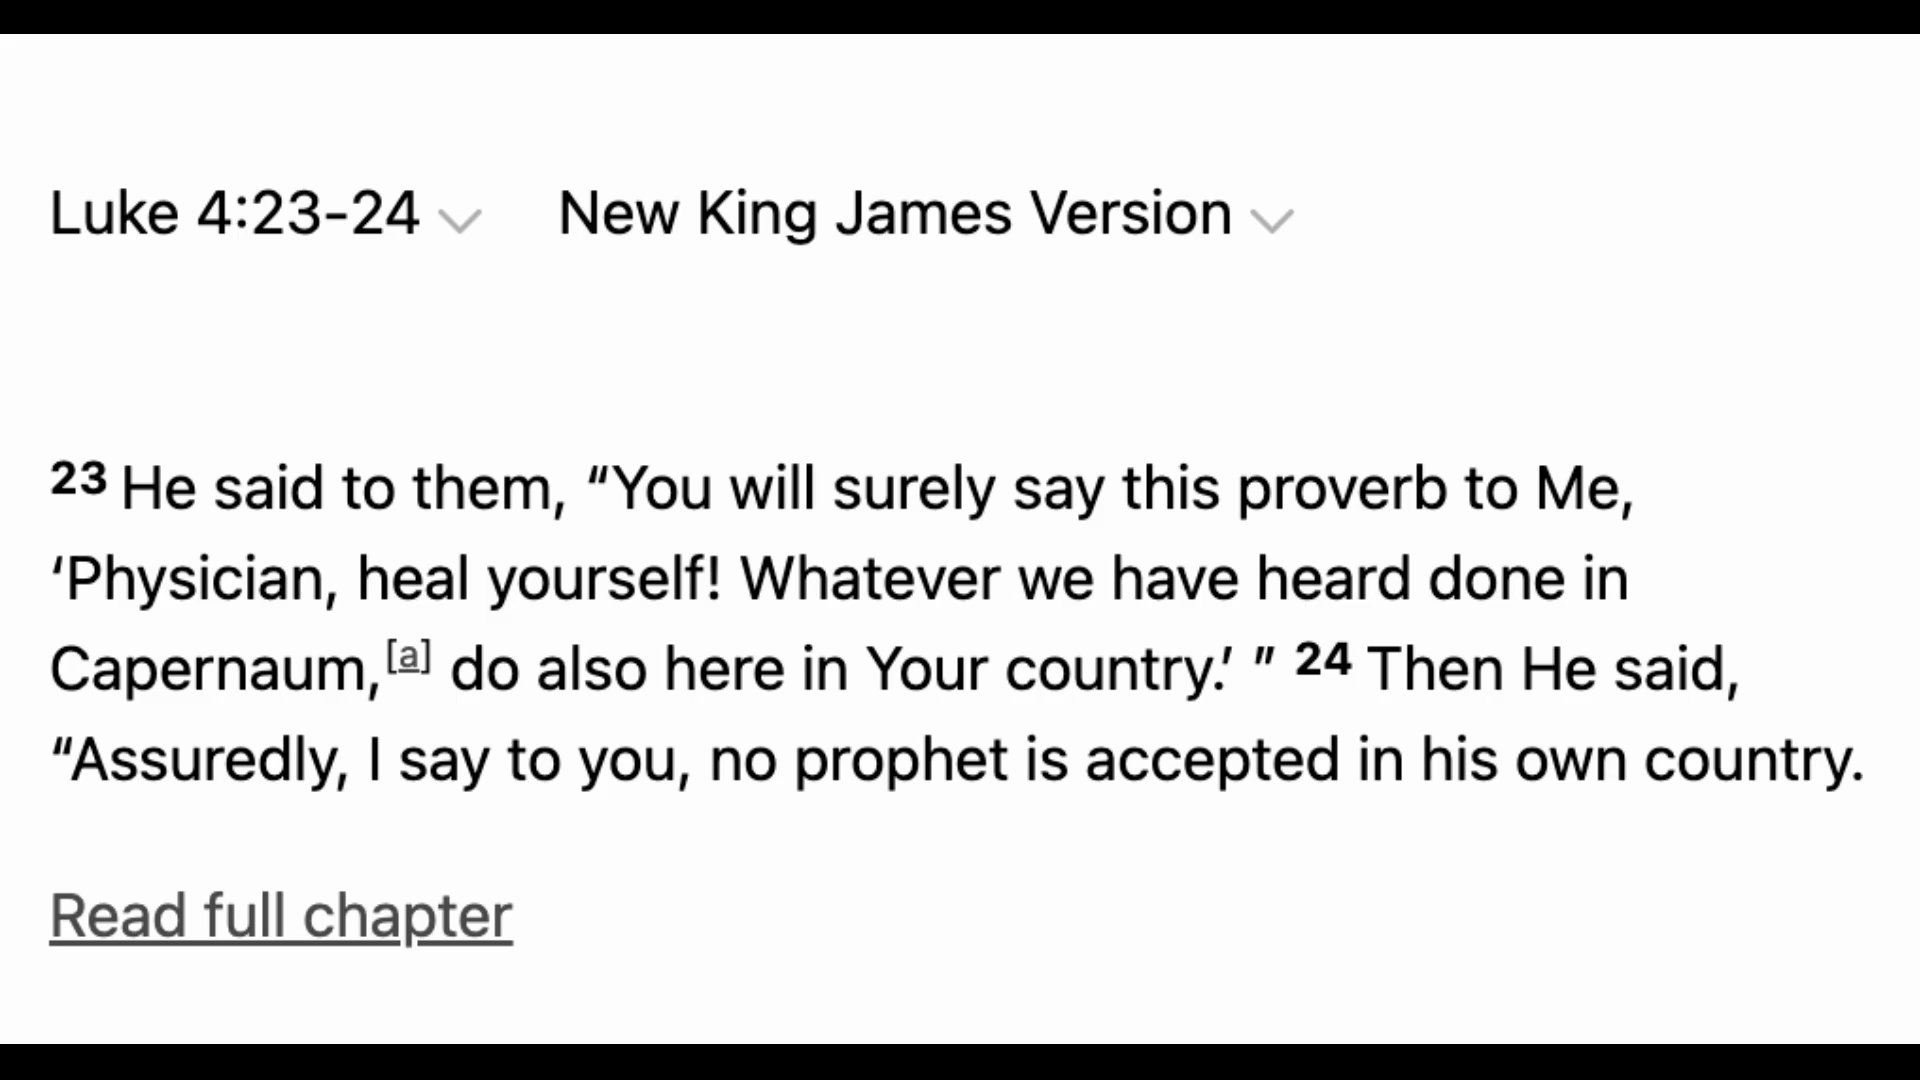 Luke 4:23-24 New King James Version
23 He said to them, “You will surely say this proverb to Me,
‘Physician, heal yourself! Whatever we have heard done in
Capernaum,[a] do also here in Your country.’ ” 24 Then He said,
“Assuredly, I say to you, no prophet is accepted in his own country.
Read full chapter